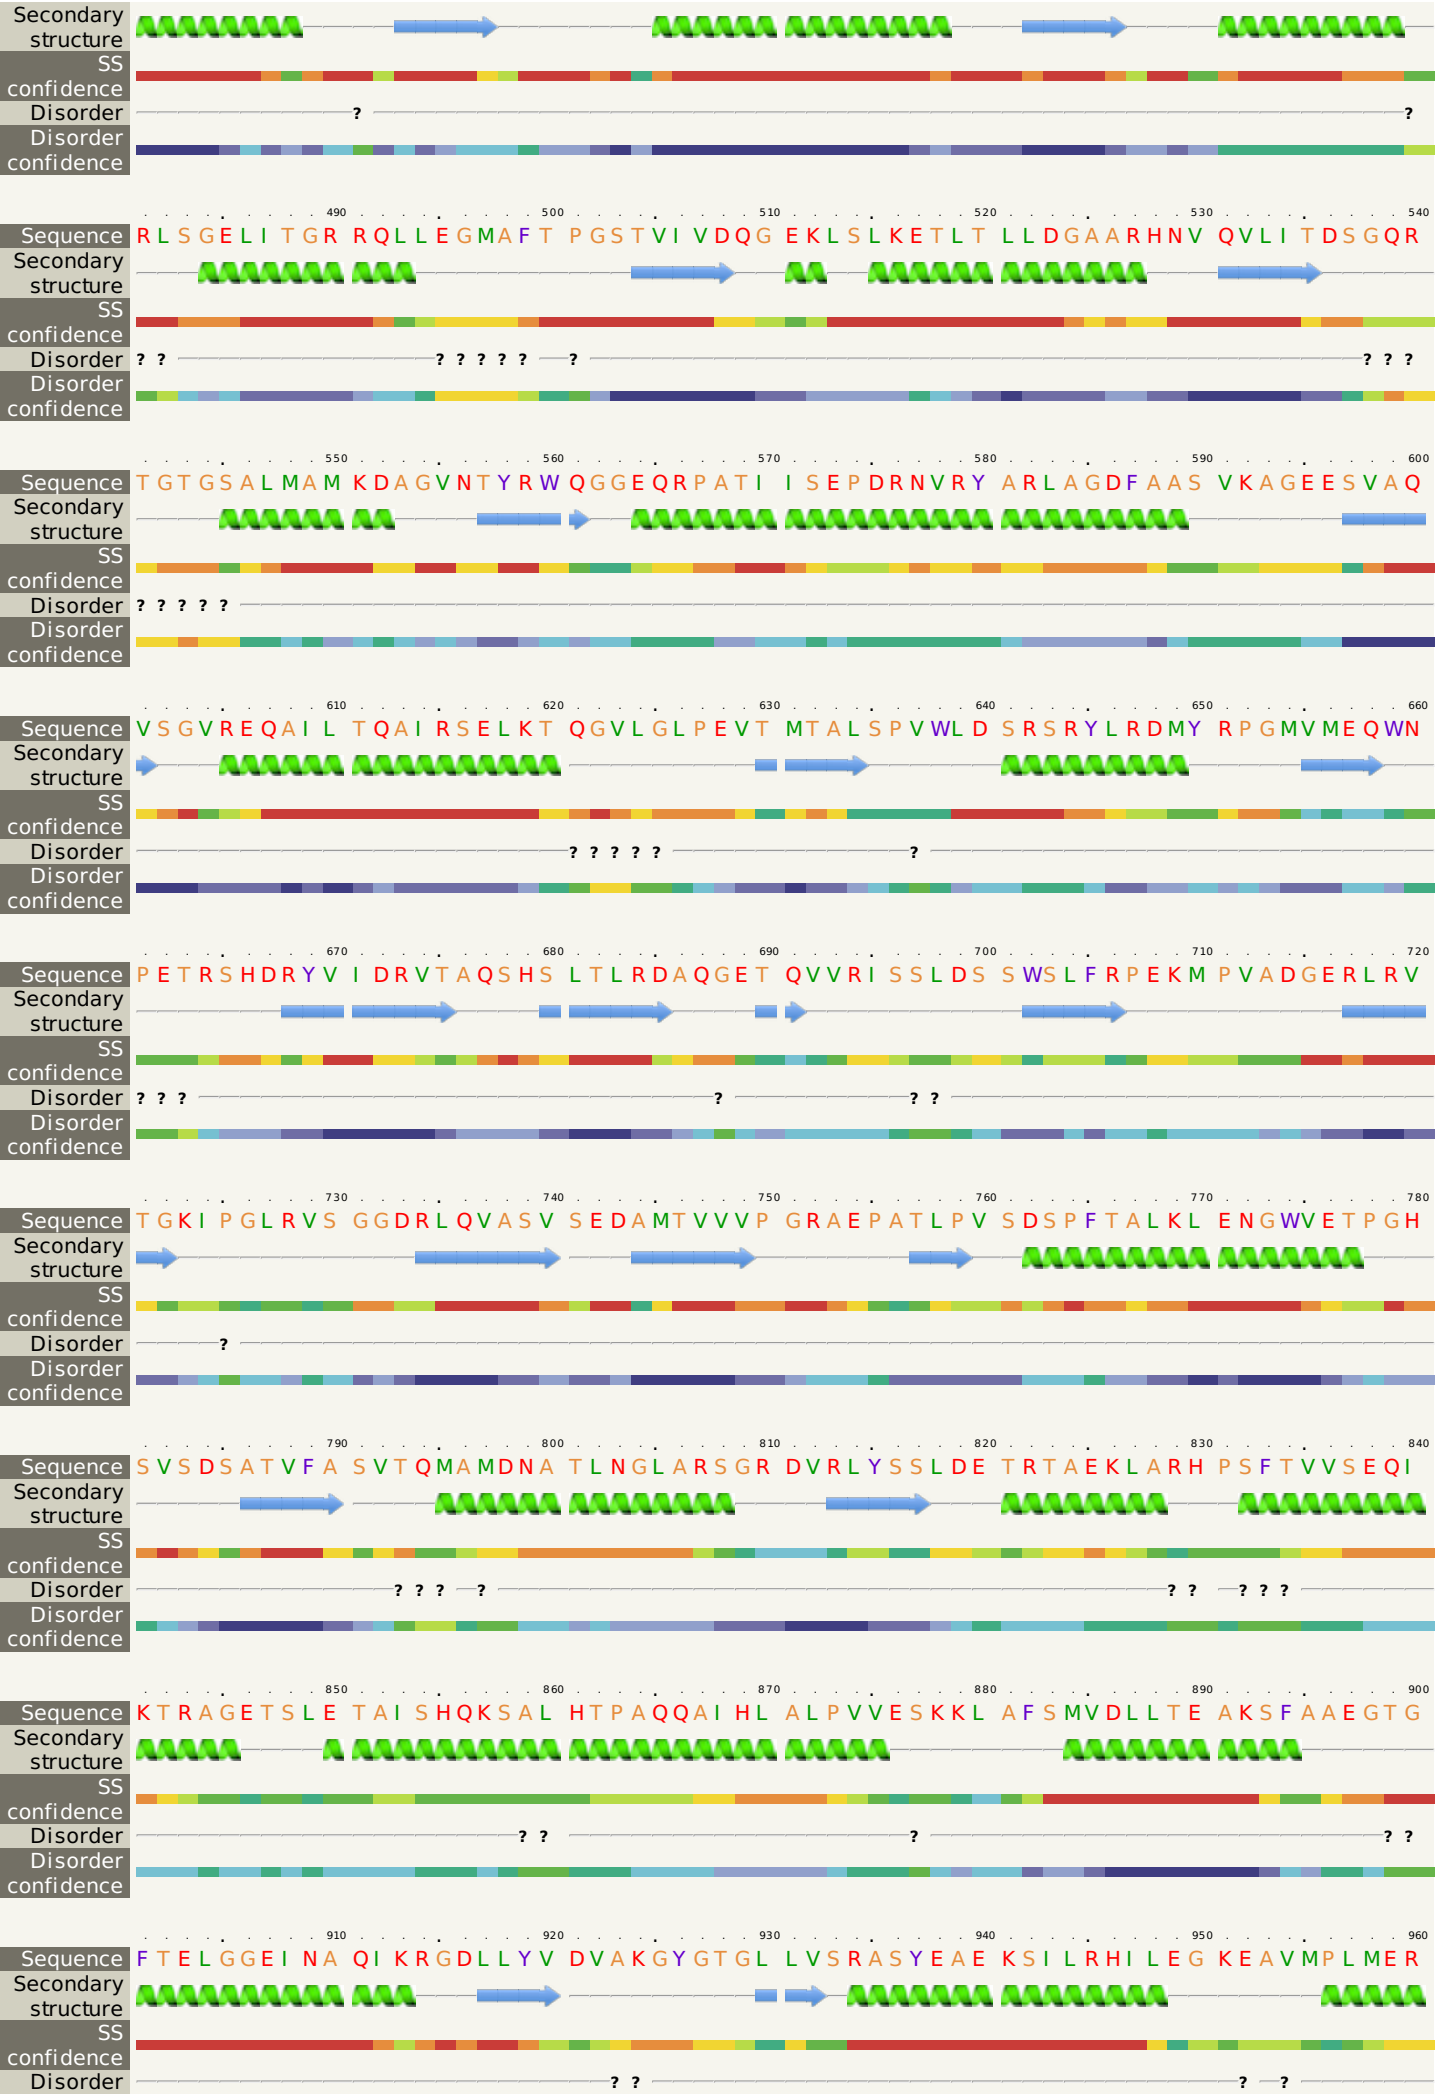 Secondary
structure
SS
confidence
Disorder ? ?
Disorder
confidence
490 500 510 520 530 540
Sequence RLSGELITGR RQLLEGMAFT PGSTVIVDQG EKLSLKETLT LLDGAARHNV QVLITDSGQR
Secondary
structure
SS
confidence
Disorder ? ? ? ? ? ? ? ? ? ? ?
Disorder
confidence
550 560 570 580 590 600
Sequence TGTGSALMAM KDAGVNTYRW QGGEQRPATI ISEPDRNVRY ARLAGDFAAS VKAGEESVAQ
Secondary
structure
SS
confidence
Disorder ? ? ? ? ?
Disorder
confidence
610 620 630 640 650 660
Sequence VSGVREQAIL TQAIRSELKT QGVLGLPEVT MTALSPVWLD SRSRYLRDMY RPGMVMEQWN
Secondary
structure
SS
confidence
Disorder ? ? ? ? ? ?
Disorder
confidence
670 680 690 700 710 720
Sequence PETRSHDRYV IDRVTAQSHS LTLRDAQGET QVVRISSLDS SWSLFRPEKM PVADGERLRV
Secondary
structure
SS
confidence
Disorder ? ? ? ? ? ?
Disorder
confidence
730 740 750 760 770 780
Sequence TGKIPGLRVS GGDRLQVASV SEDAMTVVVP GRAEPATLPV SDSPFTALKL ENGWVETPGH
Secondary
structure
SS
confidence
Disorder ?
Disorder
confidence
790 800 810 820 830 840
Sequence SVSDSATVFA SVTQMAMDNA TLNGLARSGR DVRLYSSLDE TRTAEKLARH PSFTVVSEQI
Secondary
structure
SS
confidence
Disorder ? ? ? ? ? ? ? ? ?
Disorder
confidence
850 860 870 880 890 900
Sequence KTRAGETSLE TAISHQKSAL HTPAQQAIHL ALPVVESKKL AFSMVDLLTE AKSFAAEGTG
Secondary
structure
SS
confidence
Disorder ? ? ? ? ?
Disorder
confidence
910 920 930 940 950 960
Sequence FTELGGEINA QIKRGDLLYV DVAKGYGTGL LVSRASYEAE KSILRHILEG KEAVMPLMER
Secondary
structure
SS
confidence
Disorder ? ? ? ?